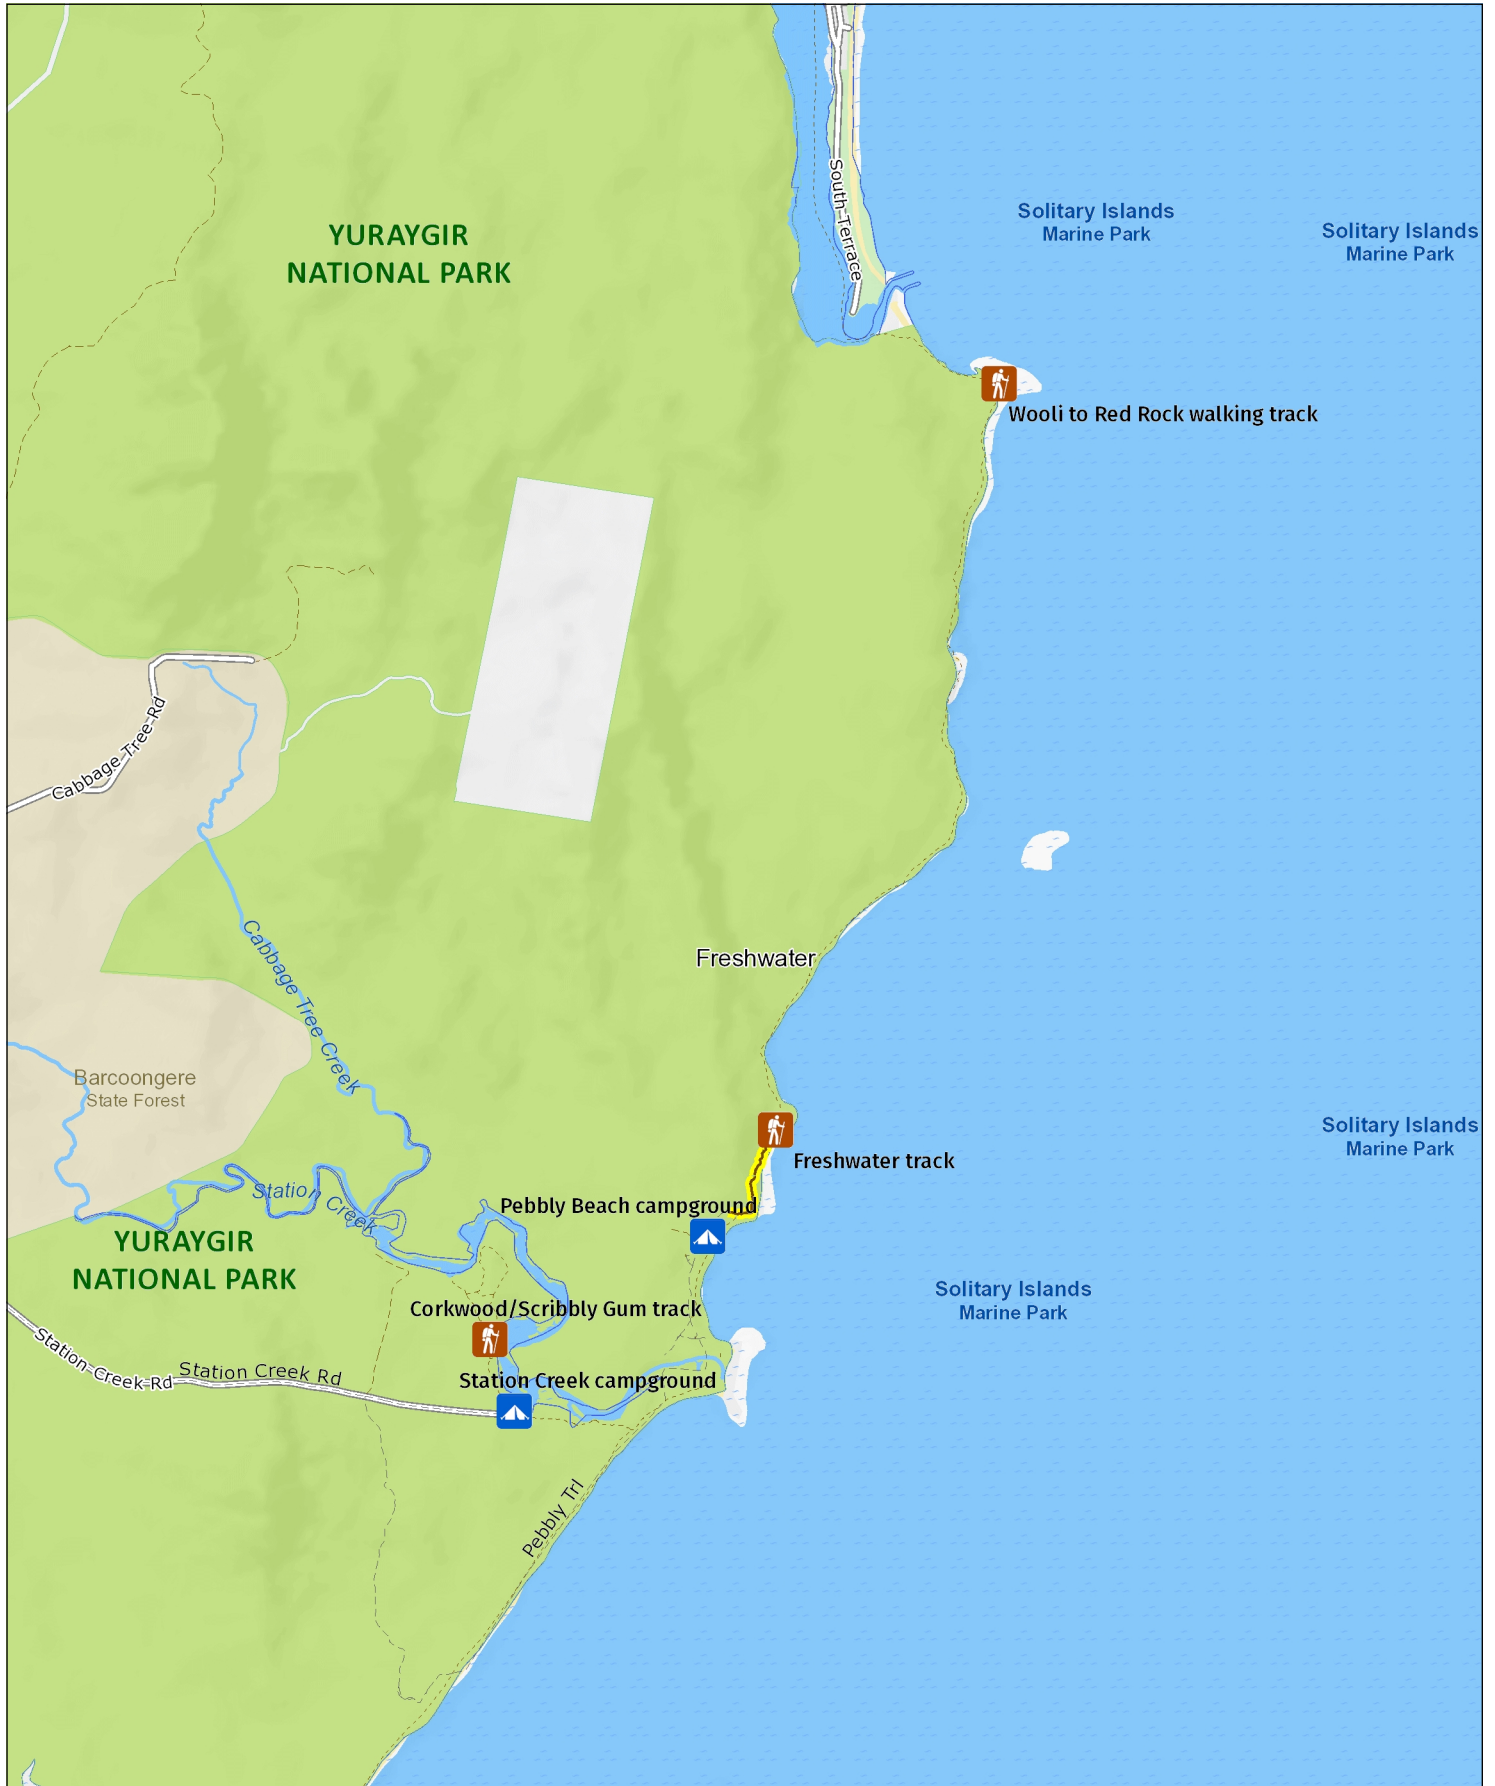 South-Terrace
Solitary Islands
Marine Park
Solitary Islands
Marine Park
YURAYGIR
NATIONAL PARK
Wooli to Red Rock walking track
Cabbage-Tree-Rd
Cabbage Tree Creek
Freshwater
Barcoongere
State Forest
Freshwater track
Solitary Islands
Marine Park
Station Creek
Pebbly Beach campground
YURAYGIR
NATIONAL PARK
Solitary Islands
Marine Park
Corkwood/Scribbly Gum track
Station-Creek-Rd
Station Creek Rd
Station Creek campground
Pebbly Trl